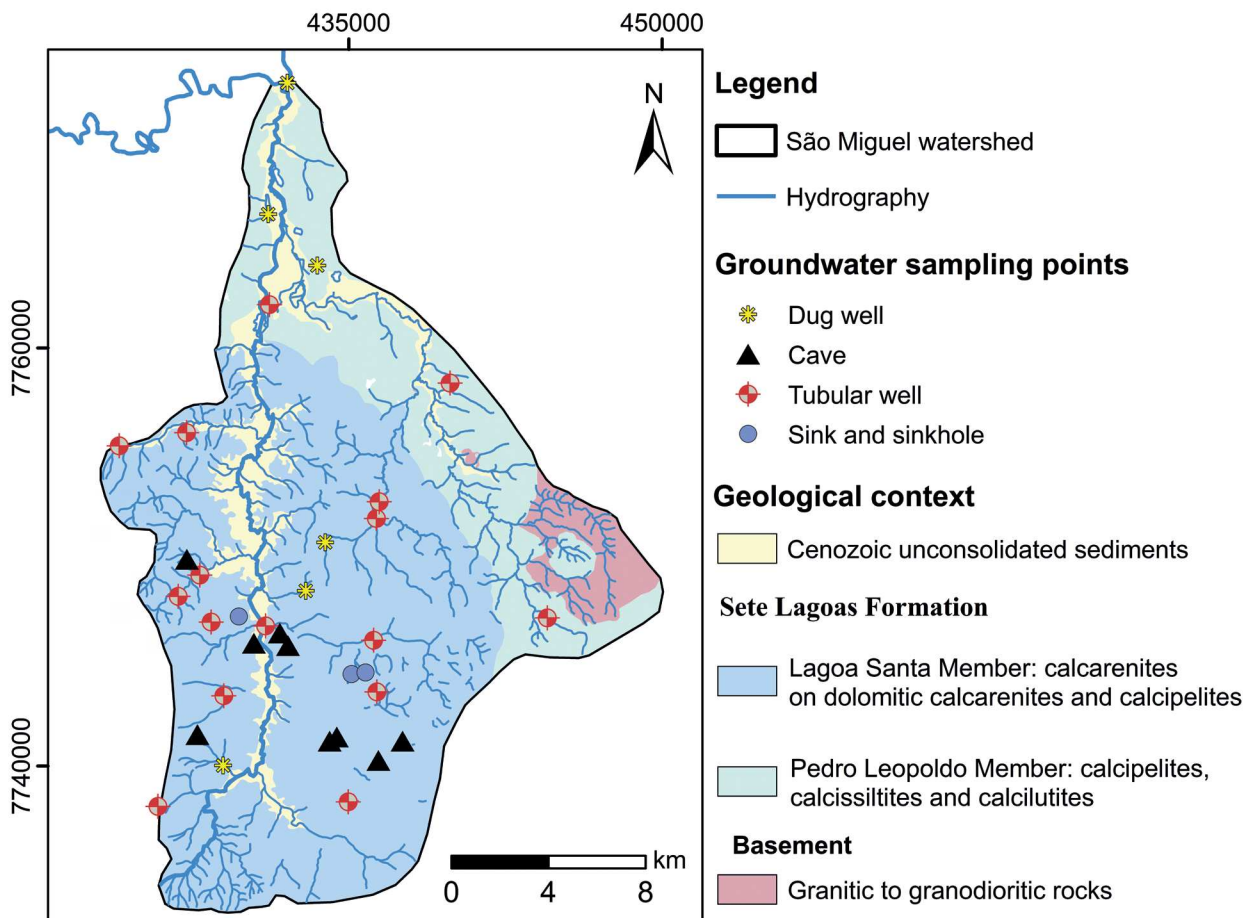 435000
450000
7760000
7740000
N
km
0
4
8
Legend
São Miguel watershed
Hydrography
Groundwater sampling points
Dug well
Cave
Tubular well
Sink and sinkhole
Geological context
Cenozoic unconsolidated sediments
Sete Lagoas Formation
Lagoa Santa Member: calcarenites
on dolomitic calcarenites and calcipelites
Pedro Leopoldo Member: calcipelites,
calcissiltites and calcilutites
Basement
Granitic to granodioritic rocks